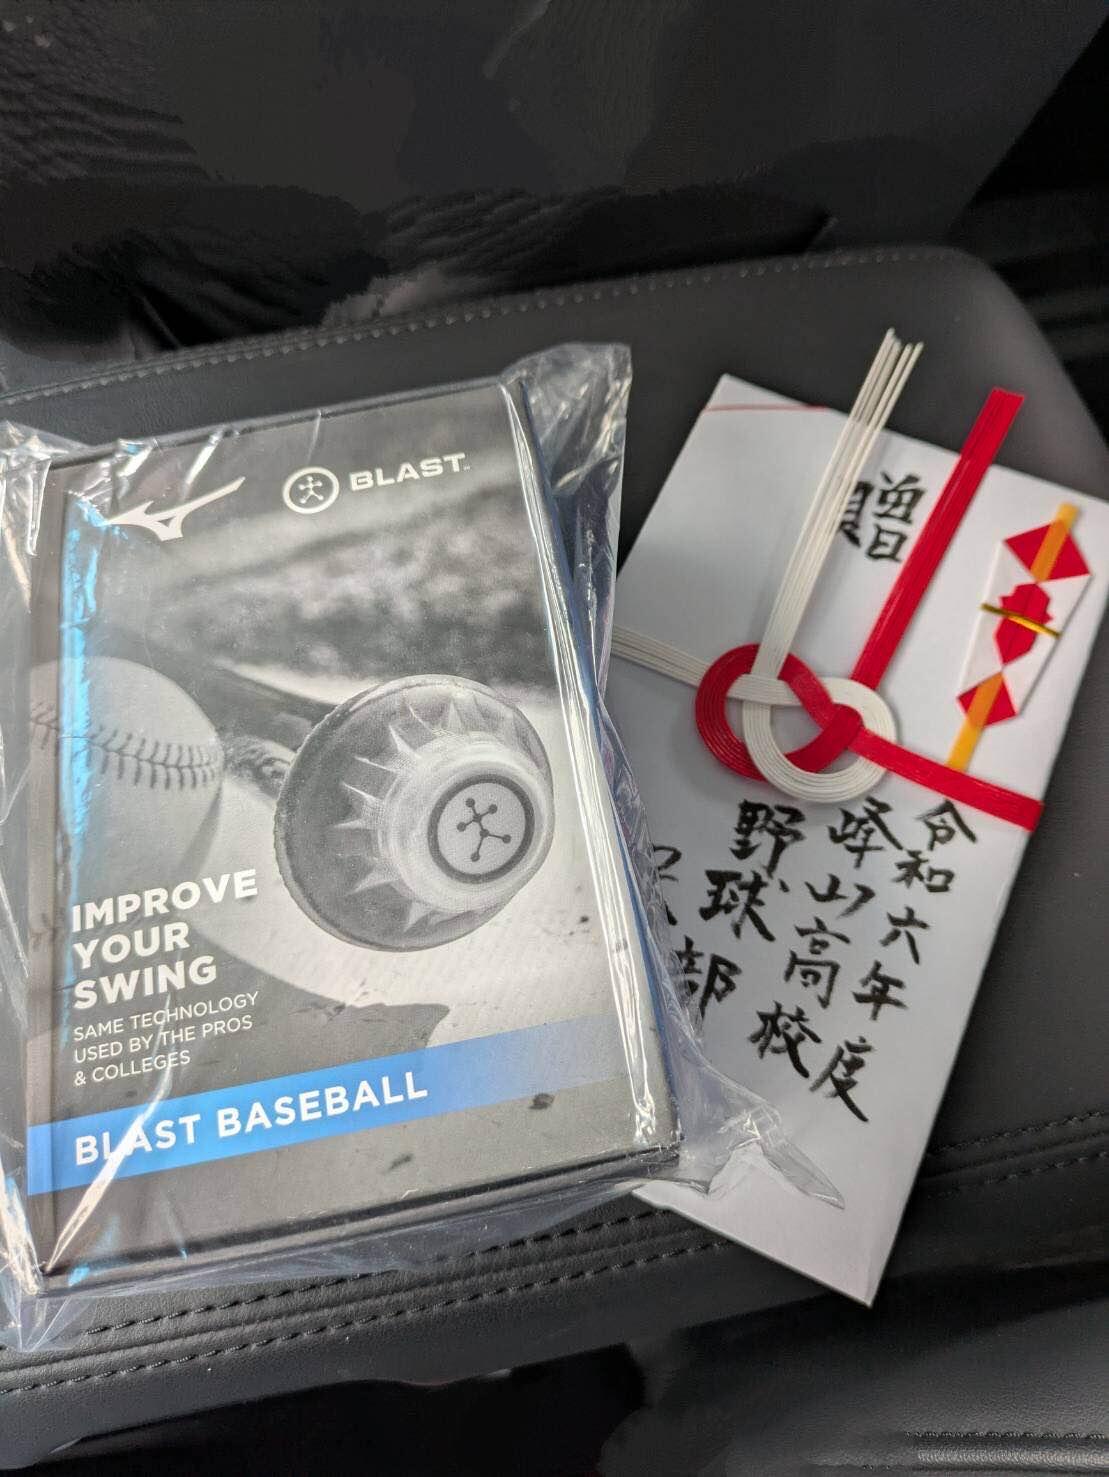 BLAST
IMPROVE
YOUR
SWING
SAME TECHNOLOGY
USED BY THE PROS
& COLLEGES
BLAST BASEBALL
贈
令和六年度
峰山高校
野球部